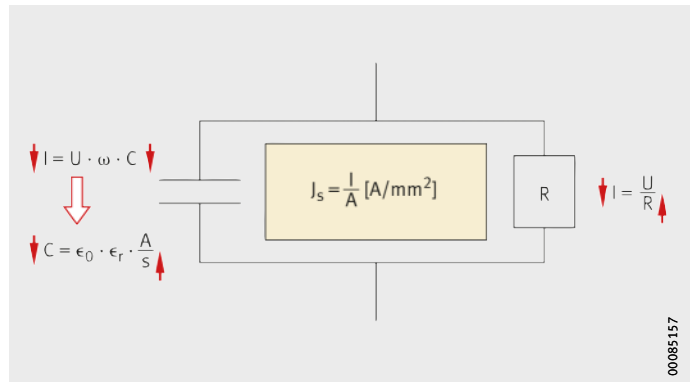 I = U · ω · C
C = ϵ₀ · ϵᵣ · A/s
Jₛ = I/A [A/mm²]
R
I = U/R
00085157